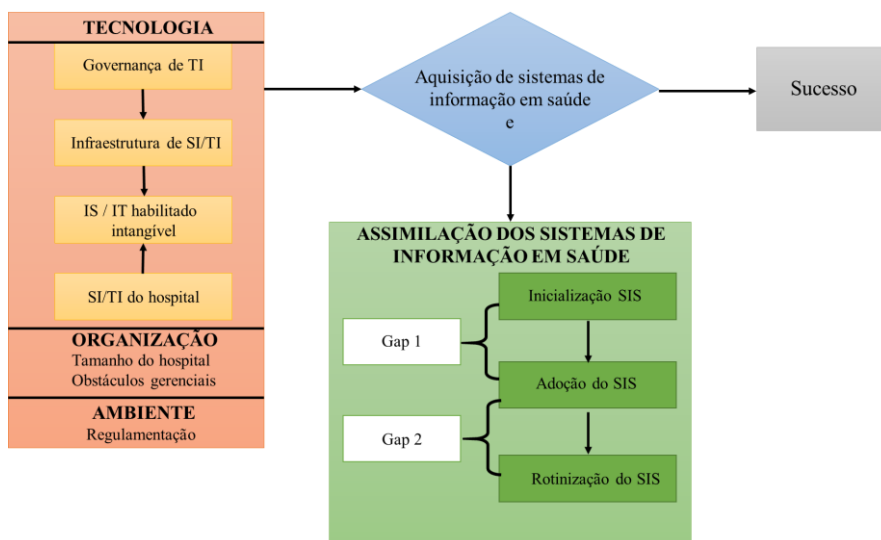 TECNOLOGIA
Governança de TI
Infraestrutura de SI/TI
IS / IT habilitado
intangível
SI/TI do hospital
ORGANIZAÇÃO
Tamanho do hospital
Obstáculos gerenciais
AMBIENTE
Regulamentação
Aquisição de sistemas de
informação em saúde
e
Sucesso
ASSIMILAÇÃO DOS SISTEMAS DE
INFORMAÇÃO EM SAÚDE
Inicialização SIS
Gap 1
Adoção do SIS
Gap 2
Rotinização do SIS